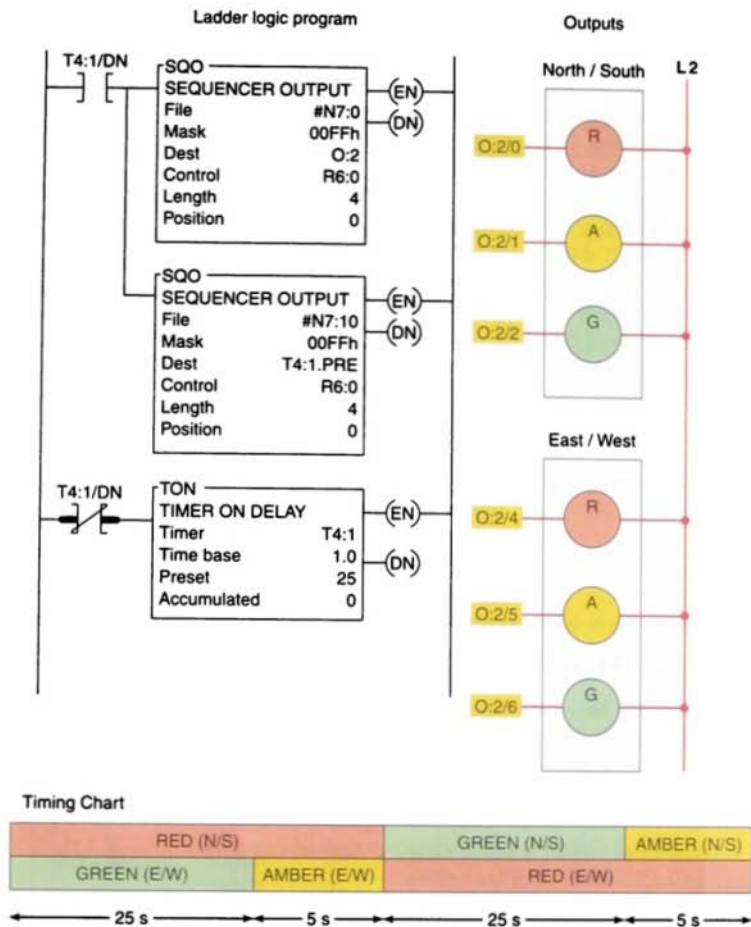 Ladder logic program
Outputs
T4:1/DN
SQO
SEQUENCER OUTPUT
File #N7:0
Mask 00FFh
Dest O:2
Control R6:0
Length 4
Position 0
EN
DN
SQO
SEQUENCER OUTPUT
File #N7:10
Mask 00FFh
Dest T4:1.PRE
Control R6:0
Length 4
Position 0
EN
DN
T4:1/DN
TON
TIMER ON DELAY
Timer T4:1
Time base 1.0
Preset 25
Accumulated 0
EN
DN
North / South
L2
O:2/0 R
O:2/1 A
O:2/2 G
East / West
O:2/4 R
O:2/5 A
O:2/6 G
Timing Chart
RED (N/S) GREEN (N/S) AMBER (N/S)
GREEN (E/W) AMBER (E/W) RED (E/W)
25 s 5 s 25 s 5 s